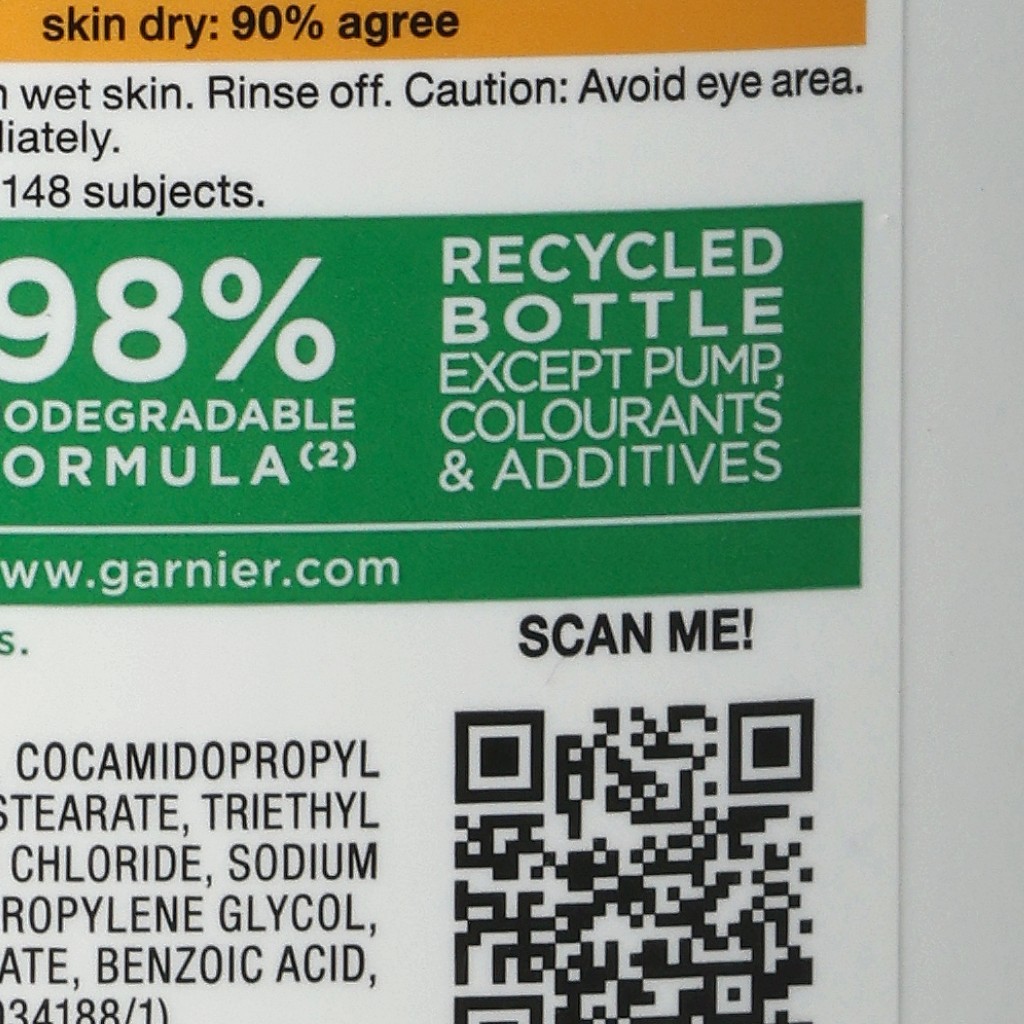 skin dry: 90% agree
wet skin. Rinse off. Caution: Avoid eye area.
liately.
148 subjects.
98%
ODEGRADABLE
ORMULA(2)
RECYCLED
BOTTLE
EXCEPT PUMP,
COLOURANTS
& ADDITIVES
ww.garnier.com
s.
SCAN ME!
COCAMIDOPROPYL
STEARATE, TRIETHYL
CHLORIDE, SODIUM
ROPYLENE GLYCOL,
ATE, BENZOIC ACID,
34188/1)